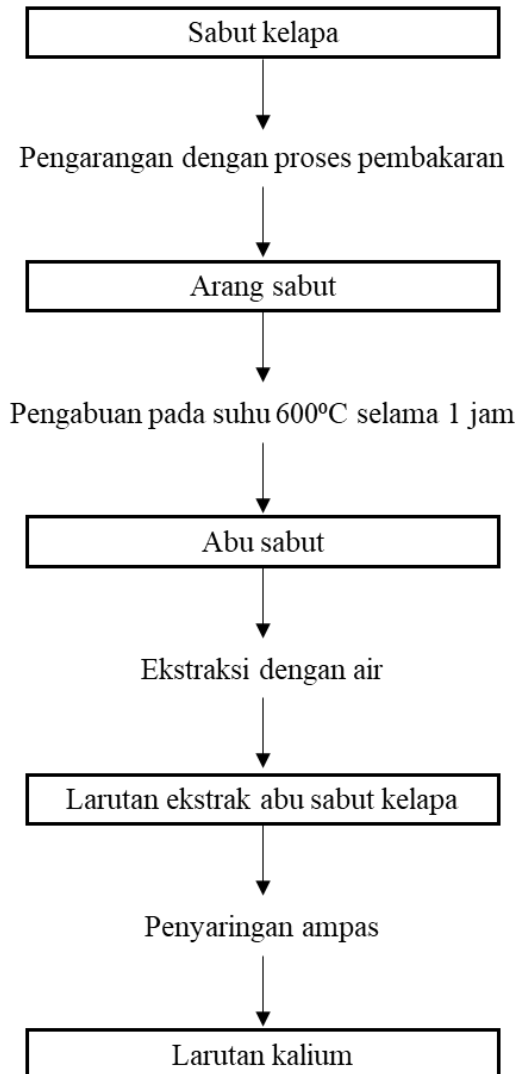 Sabut kelapa
Pengarangan dengan proses pembakaran
Arang sabut
Pengabuan pada suhu 600⁰C selama 1 jam
Abu sabut
Ekstraksi dengan air
Larutan ekstrak abu sabut kelapa
Penyaringan ampas
Larutan kalium